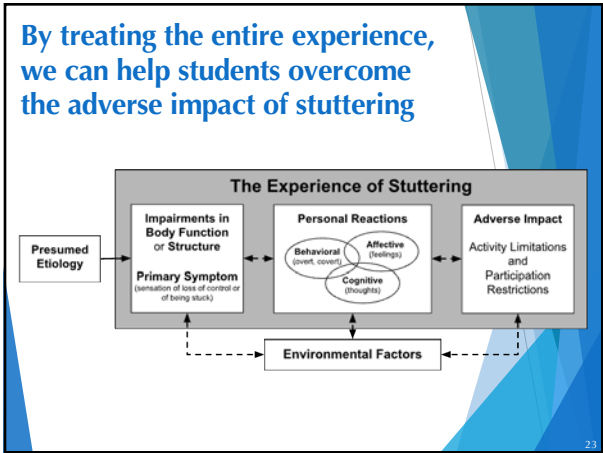 By treating the entire experience,
we can help students overcome
the adverse impact of stuttering
The Experience of Stuttering
Presumed
Etiology
Impairments in
Body Function
or Structure
Primary Symptom
(sensation of loss of control or
of being stuck)
Personal Reactions
Behavioral
(overt, covert)
Affective
(feelings)
Cognitive
(thoughts)
Adverse Impact
Activity Limitations
and
Participation
Restrictions
Environmental Factors
23